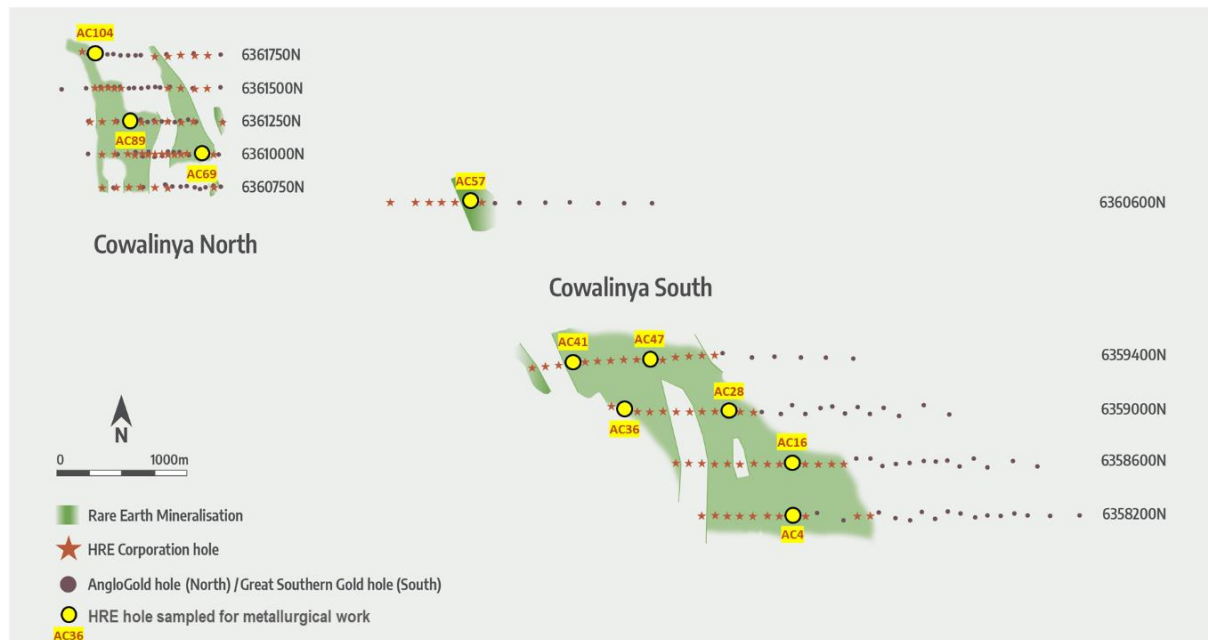 AC104
6361750N
6361500N
6361250N
AC89
6361000N
AC69
6360750N
AC57
6360600N
Cowalinya North
Cowalinya South
AC41
AC47
6359400N
AC28
6359000N
AC36
AC16
6358600N
6358200N
AC4
N
0 1000m
Rare Earth Mineralisation
HRE Corporation hole
AngloGold hole (North) / Great Southern Gold hole (South)
HRE hole sampled for metallurgical work
AC36